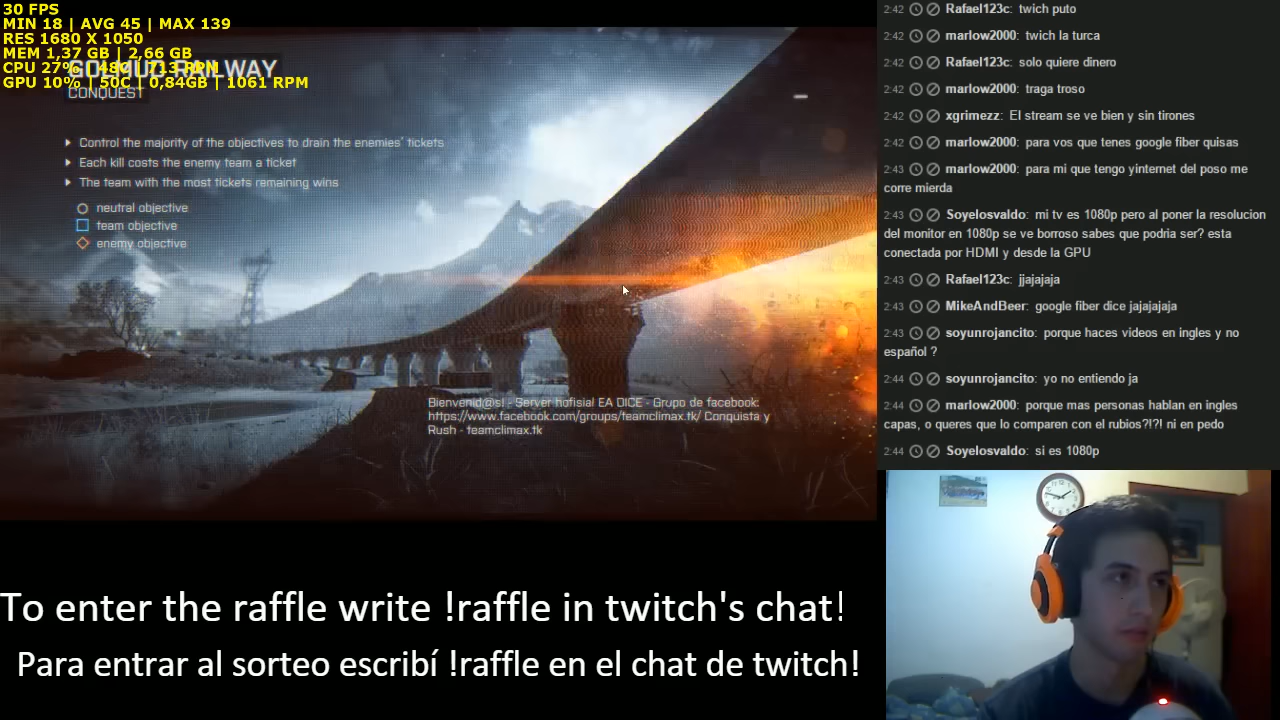 30 FPS
MIN 18 | AVG 45 | MAX 139
RES 1680 X 1050
MEM 1,37 GB | 2,66 GB
CPU 27% | 48C | 713 RPM
GPU 10% | 50C | 0,84GB | 1061 RPM
GOLMUD RAILWAY
CONQUEST
Control the majority of the objectives to drain the enemies' tickets
Each kill costs the enemy team a ticket
The team with the most tickets remaining wins
neutral objective
team objective
enemy objective
Bienvenid@s! - Server hofisial EA DICE - Grupo de facebook:
https://www.facebook.com/groups/teamclimax.tk/ Conquista y
Rush - teamclimax.tk
2:42 Rafael123c: twich puto
2:42 marlow2000: twich la turca
2:42 Rafael123c: solo quiere dinero
2:42 marlow2000: traga troso
2:42 xgrimezz: El stream se ve bien y sin tirones
2:42 marlow2000: para vos que tenes google fiber quisas
2:43 marlow2000: para mi que tengo yinternet del poso me
corre mierda
2:43 Soyelosvaldo: mi tv es 1080p pero al poner la resolucion
del monitor en 1080p se ve borroso sabes que podria ser? esta
conectada por HDMI y desde la GPU
2:43 Rafael123c: jjajajaja
2:43 MikeAndBeer: google fiber dice jajajajaja
2:43 soyunrojancito: porque haces videos en ingles y no
español ?
2:44 soyunrojancito: yo no entiendo ja
2:44 marlow2000: porque mas personas hablan en ingles
capas, o queres que lo comparen con el rubios?!?! ni en pedo
2:44 Soyelosvaldo: si es 1080p
To enter the raffle write !raffle in twitch's chat!
Para entrar al sorteo escribí !raffle en el chat de twitch!